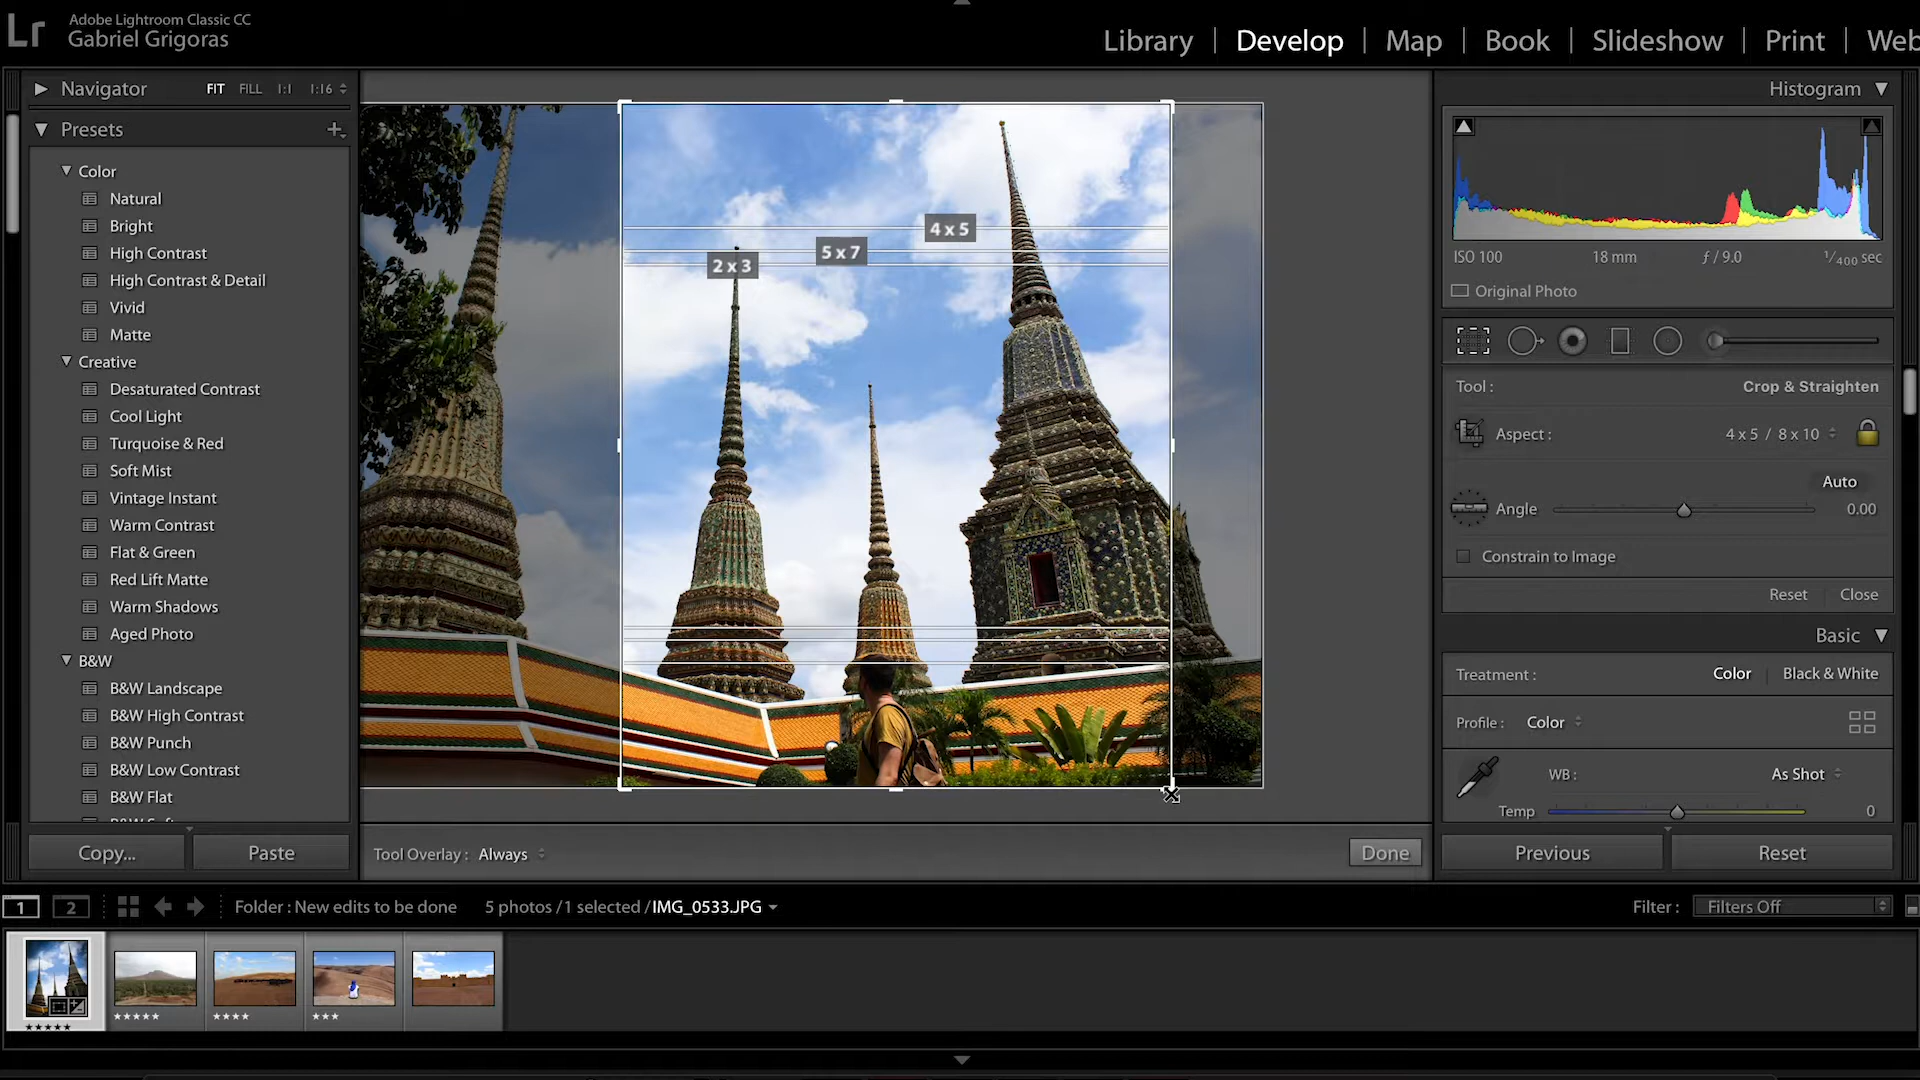 Lr
Adobe Lightroom Classic CC
Gabriel Grigoras
Library | Develop | Map | Book | Slideshow | Print | Web
Navigator FIT FILL 1:1 1:16
Presets
Color
Natural
Bright
High Contrast
High Contrast & Detail
Vivid
Matte
Creative
Desaturated Contrast
Cool Light
Turquoise & Red
Soft Mist
Vintage Instant
Warm Contrast
Flat & Green
Red Lift Matte
Warm Shadows
Aged Photo
B&W
B&W Landscape
B&W High Contrast
B&W Punch
B&W Low Contrast
B&W Flat
Copy... Paste
4 x 5
5 x 7
2 x 3
Tool Overlay : Always
Done
Histogram
ISO 100 18 mm ƒ / 9.0 1/400 sec
Original Photo
Tool : Crop & Straighten
Aspect : 4 x 5 / 8 x 10
Auto
Angle 0.00
Constrain to Image
Reset Close
Basic
Treatment : Color Black & White
Profile : Color
WB : As Shot
Temp 0
Previous Reset
1 2 Folder : New edits to be done 5 photos / 1 selected / IMG_0533.JPG
Filter : Filters Off